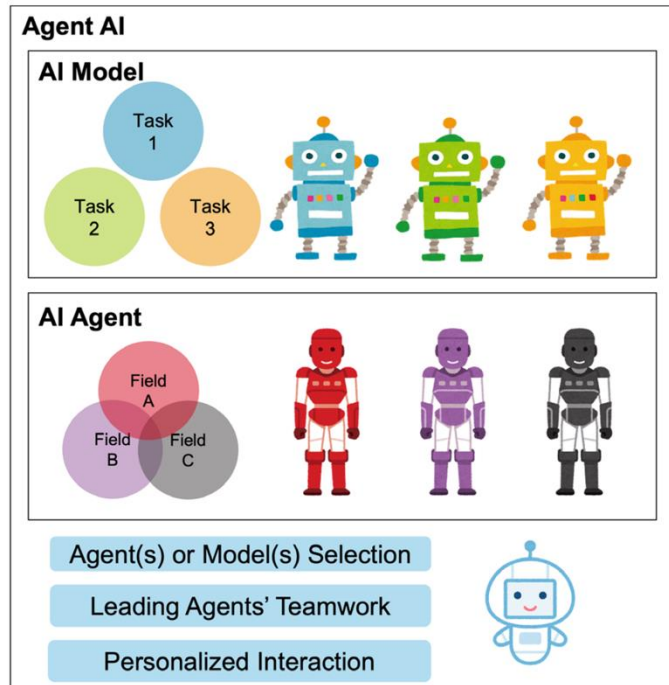 Agent AI
AI Model
Task
1
Task
2
Task
3
AI Agent
Field
A
Field
B
Field
C
Agent(s) or Model(s) Selection
Leading Agents' Teamwork
Personalized Interaction